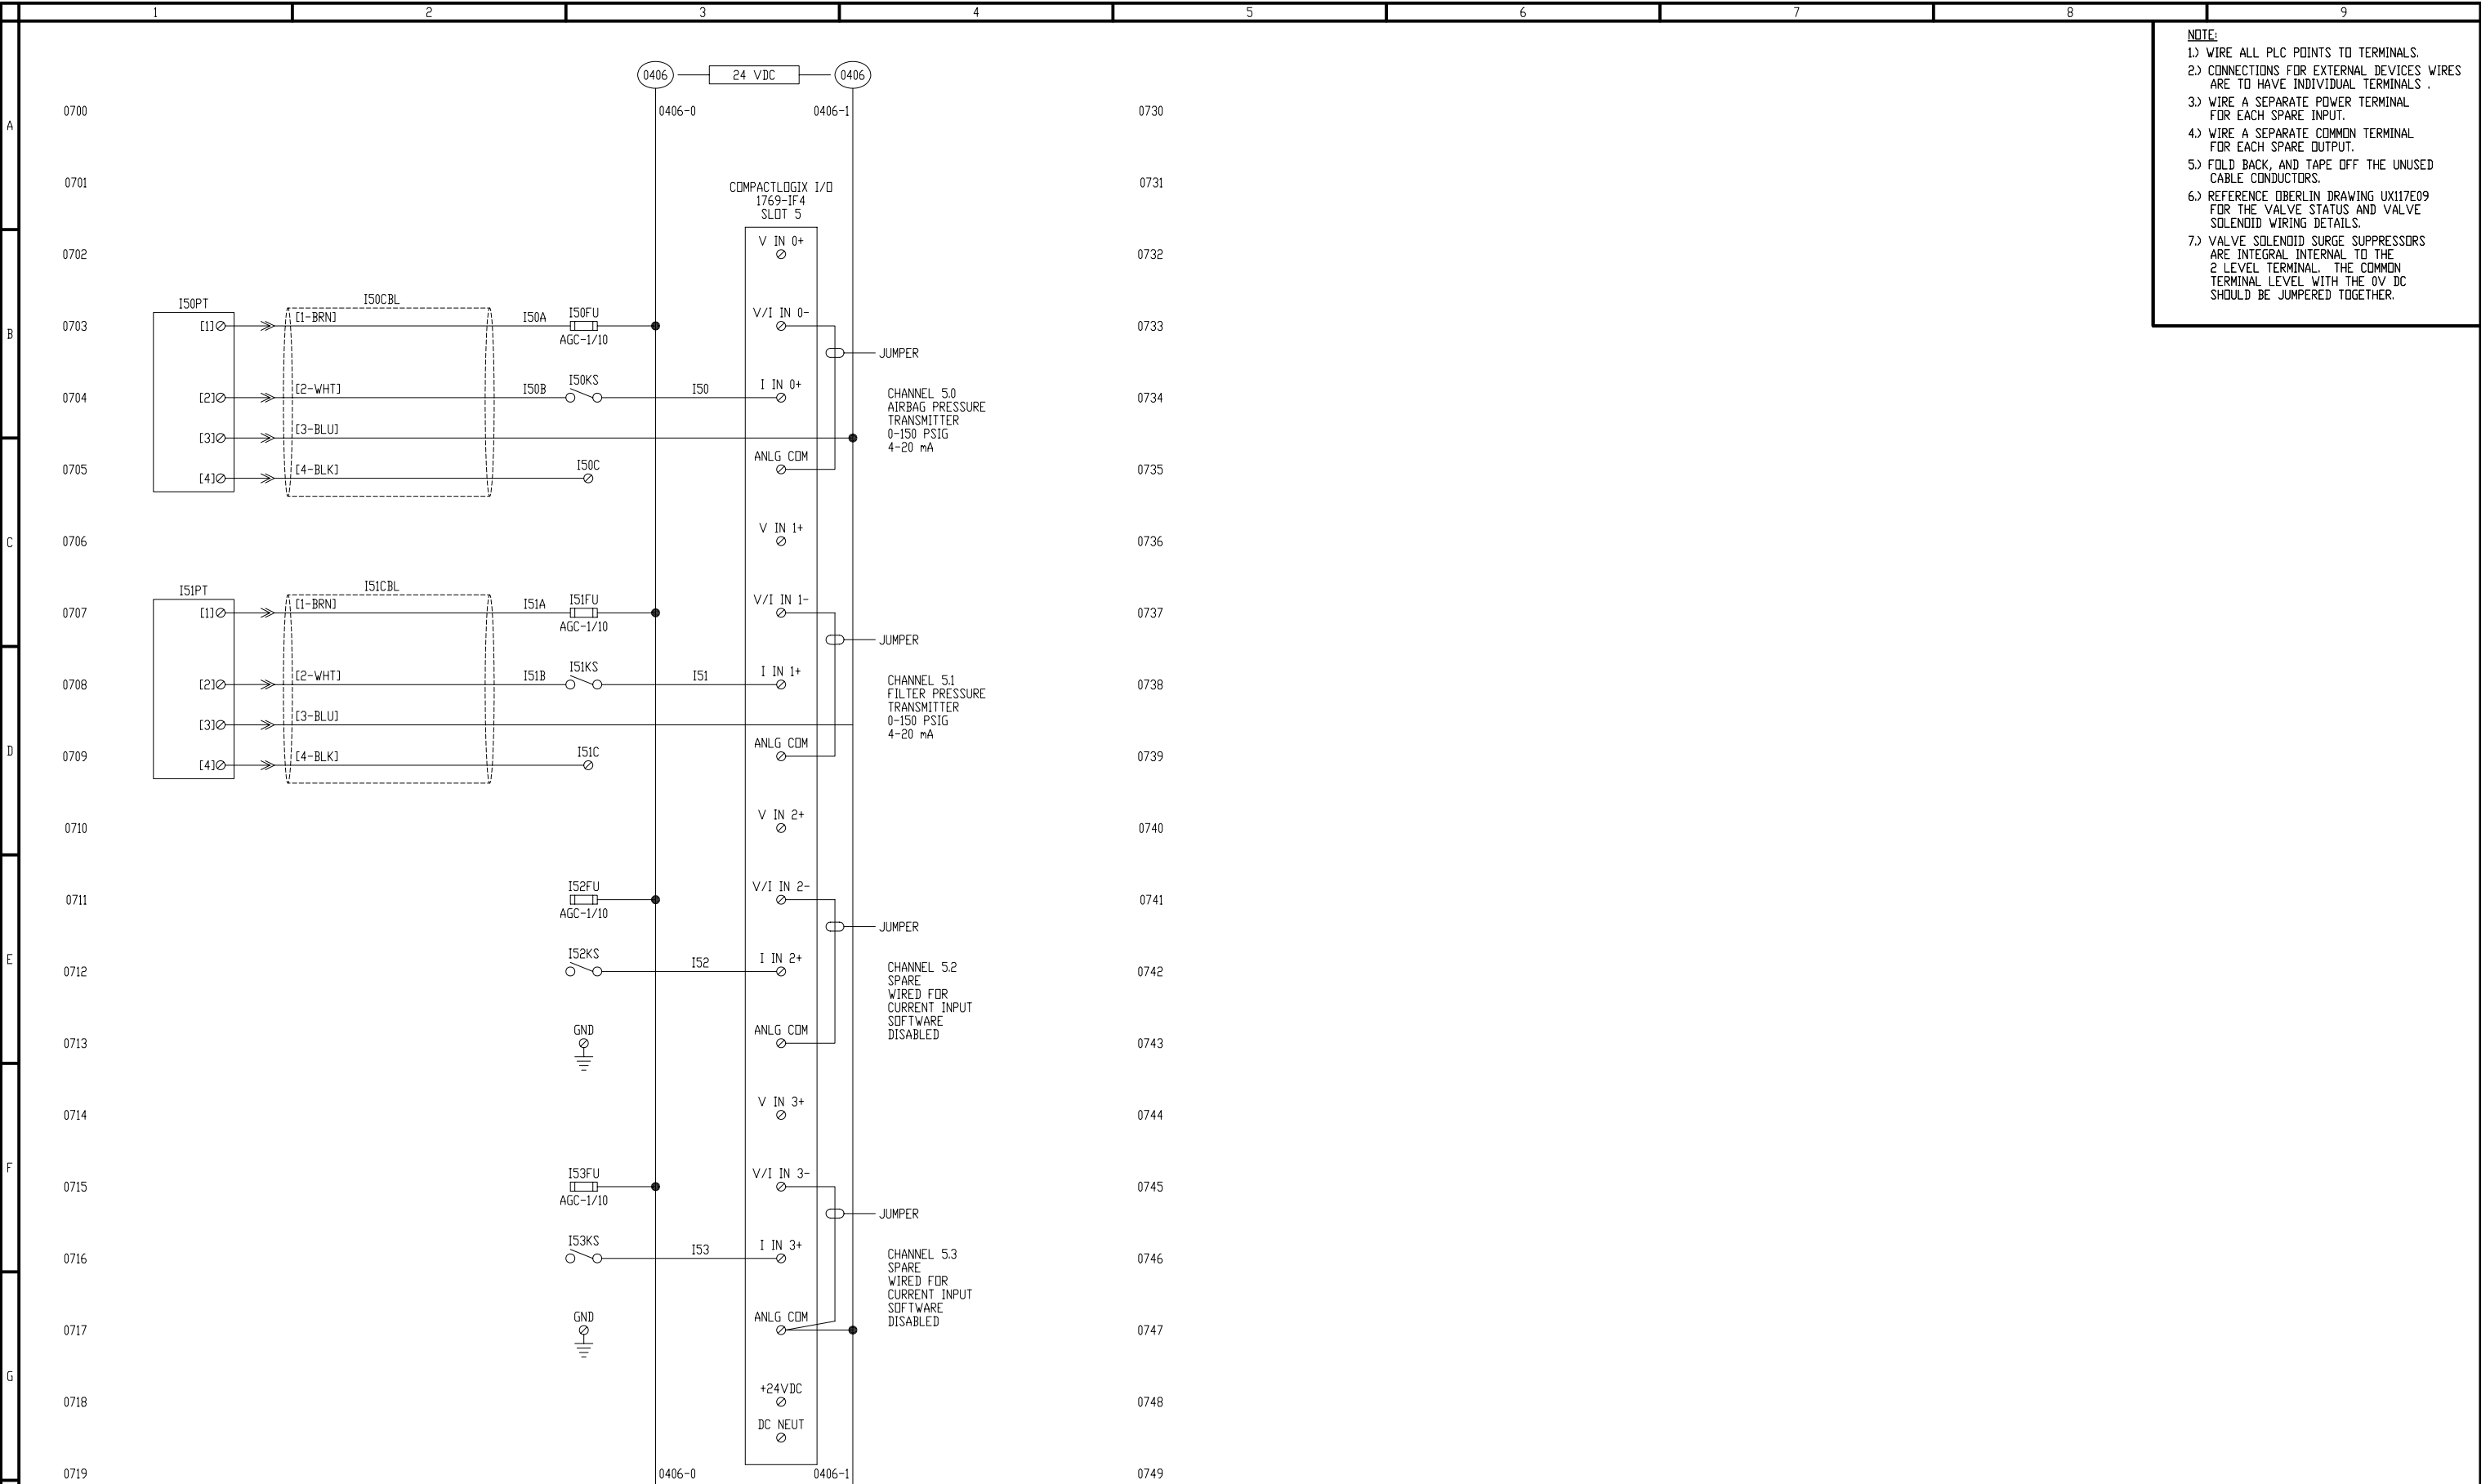 1 2 3 4 5 6 7 8 9
NOTE:
1.) WIRE ALL PLC POINTS TO TERMINALS.
2.) CONNECTIONS FOR EXTERNAL DEVICES WIRES
ARE TO HAVE INDIVIDUAL TERMINALS .
3.) WIRE A SEPARATE POWER TERMINAL
FOR EACH SPARE INPUT.
4.) WIRE A SEPARATE COMMON TERMINAL
FOR EACH SPARE OUTPUT.
5.) FOLD BACK, AND TAPE OFF THE UNUSED
CABLE CONDUCTORS.
6.) REFERENCE OBERLIN DRAWING UX117E09
FOR THE VALVE STATUS AND VALVE
SOLENOID WIRING DETAILS.
7.) VALVE SOLENOID SURGE SUPPRESSORS
ARE INTEGRAL INTERNAL TO THE
2 LEVEL TERMINAL. THE COMMON
TERMINAL LEVEL WITH THE 0V DC
SHOULD BE JUMPERED TOGETHER.
0406 24 VDC 0406
0700 0406-0 0406-1 0730
A
0701 0731
COMPACTLOGIX I/O
1769-IF4
SLOT 5
V IN 0+
0702 0732
I50PT I50CBL
[1] [1-BRN] I50A I50FU V/I IN 0-
0703 0733
B
AGC-1/10
JUMPER
[2] [2-WHT] I50B I50KS I50 I IN 0+
0704 0734
CHANNEL 5.0
AIRBAG PRESSURE
TRANSMITTER
0-150 PSIG
4-20 mA
[3] [3-BLU]
ANLG COM
0705 0735
[4] [4-BLK] I50C
V IN 1+
C
0706 0736
I51PT I51CBL
[1] [1-BRN] I51A I51FU V/I IN 1-
0707 0737
AGC-1/10
JUMPER
[2] [2-WHT] I51B I51KS I51 I IN 1+
0708 0738
CHANNEL 5.1
FILTER PRESSURE
TRANSMITTER
0-150 PSIG
4-20 mA
[3] [3-BLU]
D
ANLG COM
0709 0739
[4] [4-BLK] I51C
V IN 2+
0710 0740
I52FU V/I IN 2-
0711 0741
AGC-1/10
JUMPER
E
I52KS I52 I IN 2+
0712 0742
CHANNEL 5.2
SPARE
WIRED FOR
CURRENT INPUT
SOFTWARE
DISABLED
GND ANLG COM
0713 0743
V IN 3+
0714 0744
F
I53FU V/I IN 3-
0715 0745
AGC-1/10
JUMPER
I53KS I53 I IN 3+
0716 0746
CHANNEL 5.3
SPARE
WIRED FOR
CURRENT INPUT
SOFTWARE
DISABLED
GND ANLG COM
0717 0747
G
+24VDC
0718 0748
DC NEUT
0719 0406-0 0406-1 0749